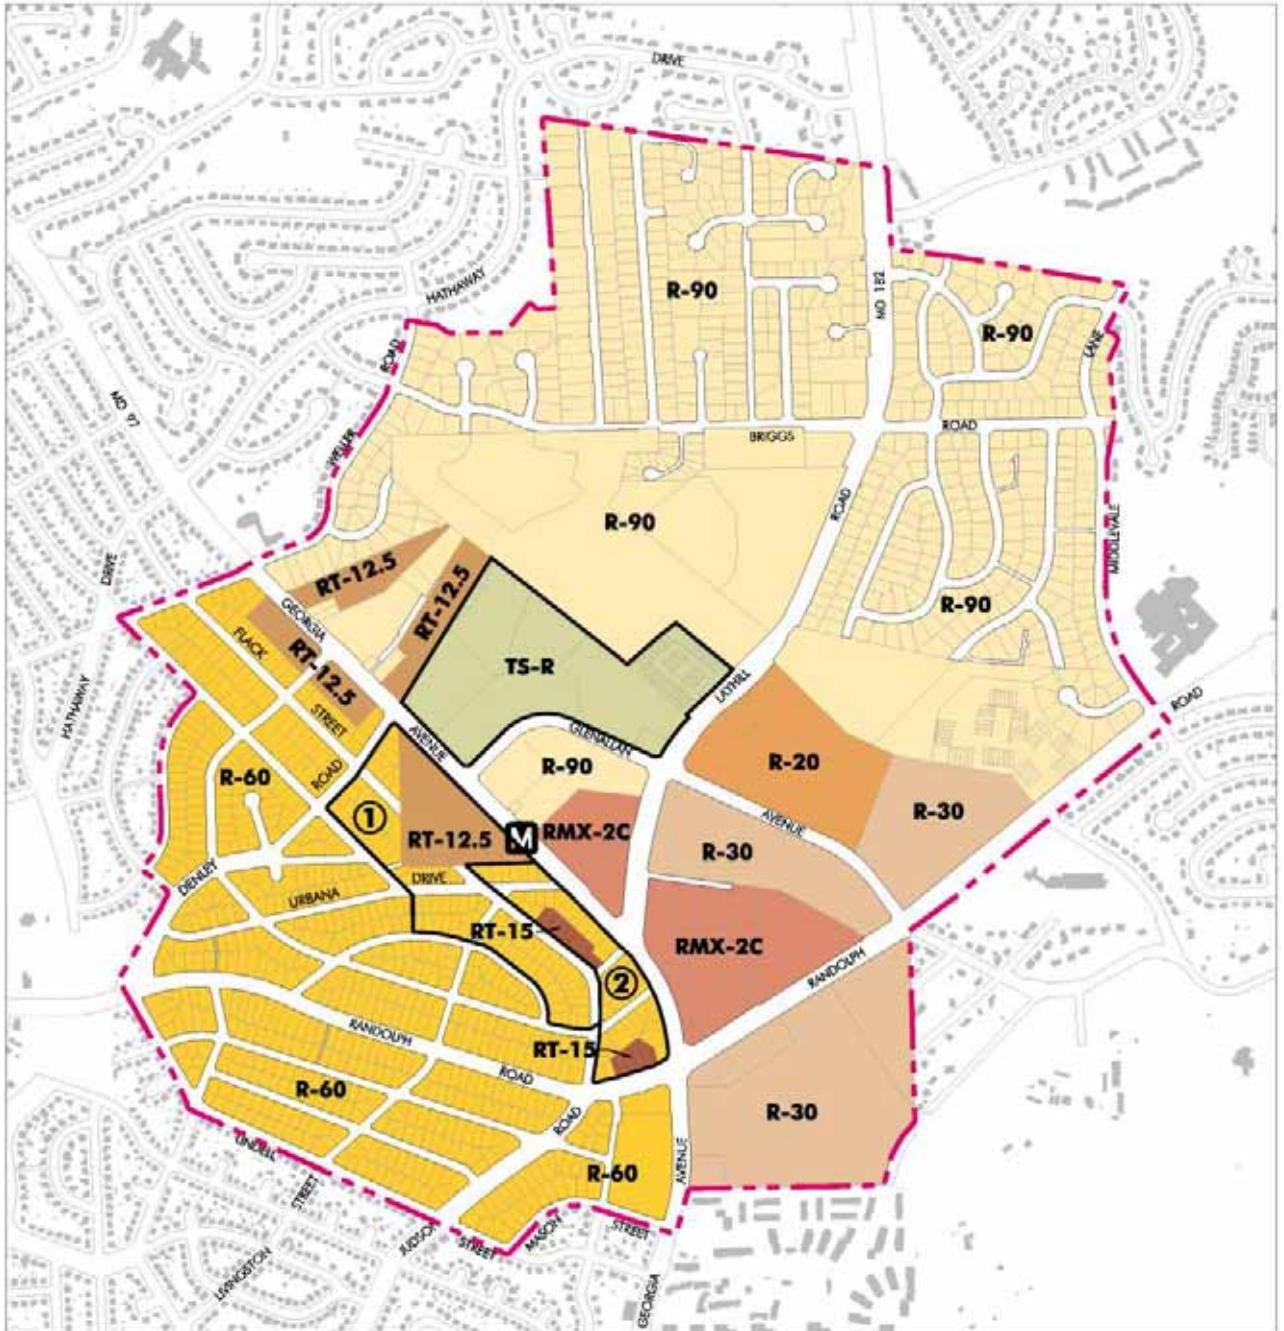 DRIVE
R-90
MD 182
HATHAWAY
R-90
ROAD
LANE
MD 97
BRIGGS
ROAD
WELLER
ROAD
R-90
MIDDLEVALE
DRIVE
RT-12.5
RT-12.5
GEORGIA
R-90
FLACK
RT-12.5
TS-R
LAYHILL
HATHAWAY
STREET
ROAD
AVENUE
GLENALLAN
R-60
ROAD
R-90
R-20
1
AVENUE
R-30
RT-12.5
M
RMX-2C
R-30
DENLEY
DRIVE
URBANA
RT-15
RMX-2C
RANDOLPH
2
RANDOLPH
RT-15
ROAD
R-60
R-30
ROAD
LINDELL
AVENUE
R-60
STREET
JUDSON
STREET
MASON
STREET
LIVINGSTON
GEORGIA